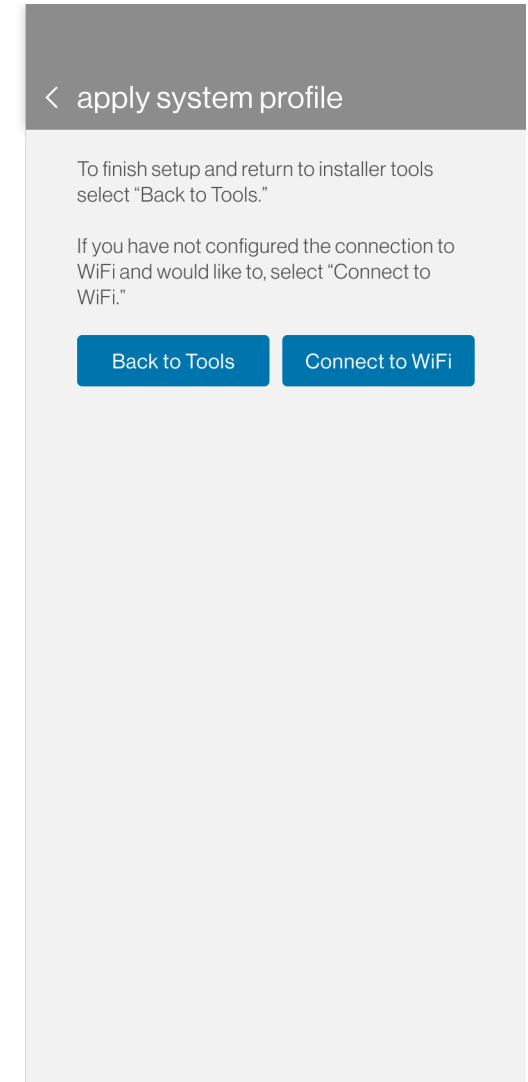 apply system profile
To finish setup and return to installer tools
select “Back to Tools.”
If you have not configured the connection to
WiFi and would like to, select “Connect to
WiFi.”
Back to Tools
Connect to WiFi